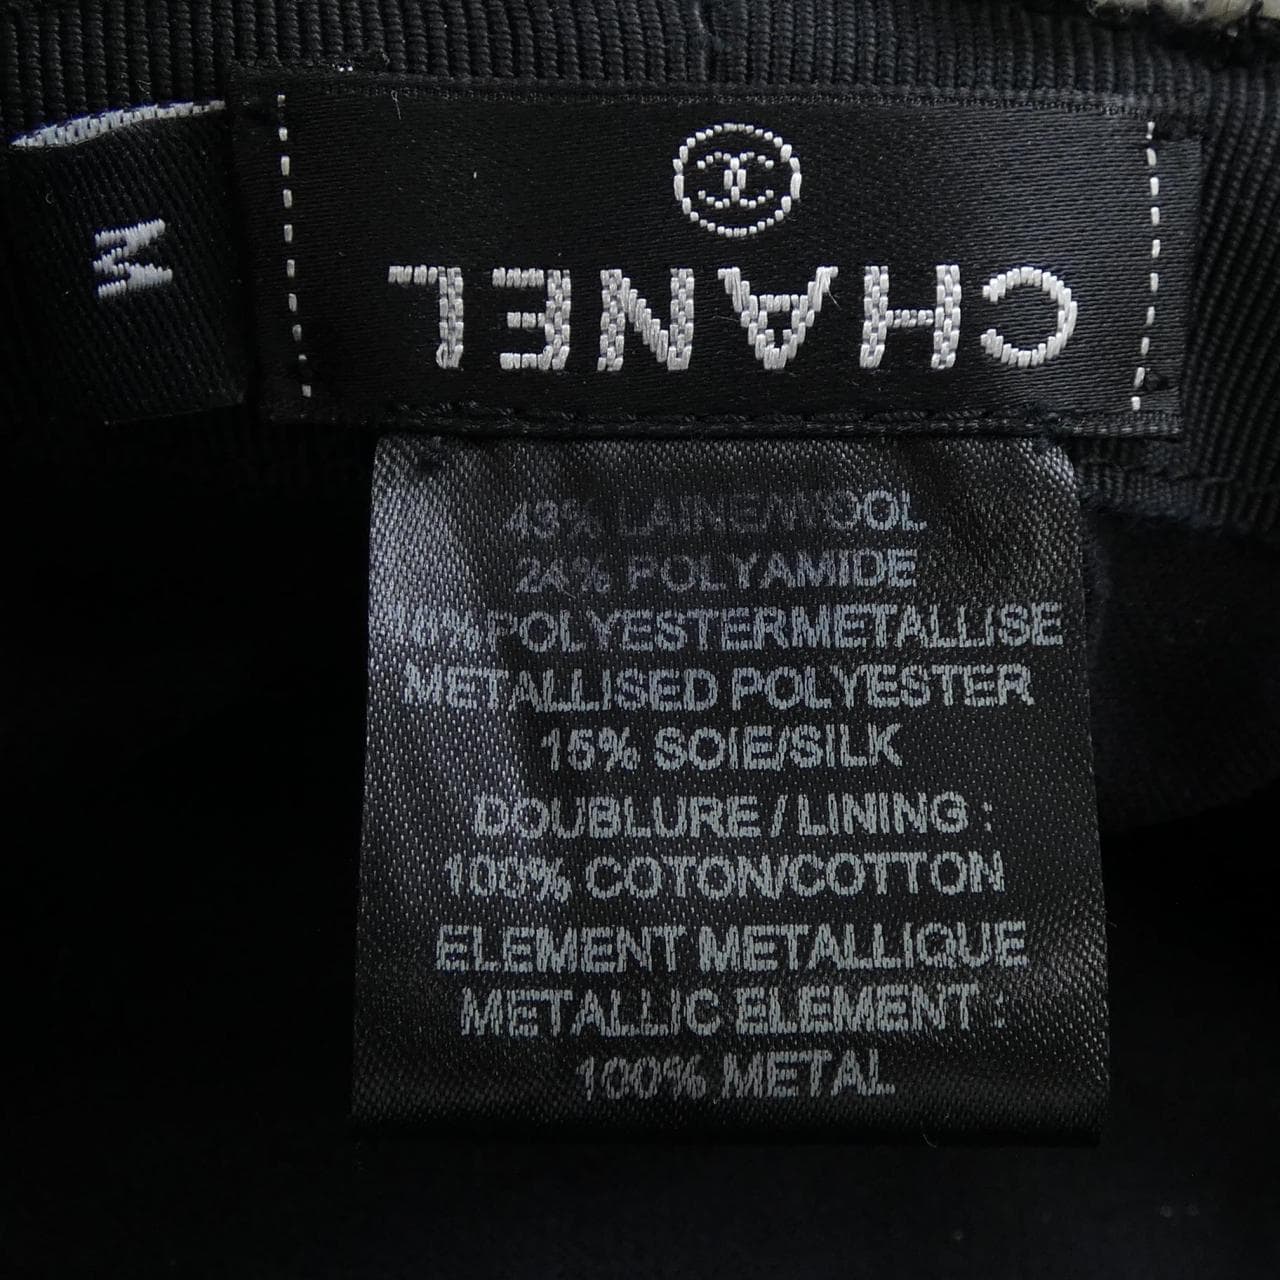 CHANEL
M
43% LAINE/WOOL
24% POLYAMIDE
POLYESTERMETALLISE
METALLISED POLYESTER
15% SOIE/SILK
DOUBLURE / LINING :
100% COTON/COTTON
ELEMENT METALLIQUE
METALLIC ELEMENT :
100% METAL